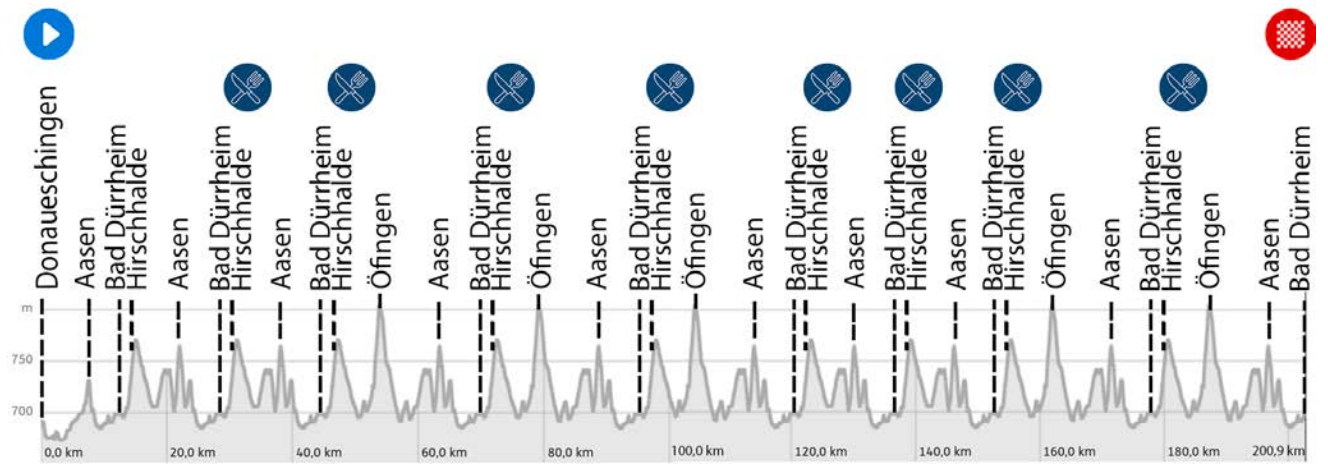 Donaueschingen
Aasen
Bad Dürrheim
Hirschhalde
Aasen
Bad Dürrheim
Hirschhalde
Aasen
Bad Dürrheim
Hirschhalde
Öfingen
Aasen
Bad Dürrheim
Hirschhalde
Öfingen
Aasen
Bad Dürrheim
Hirschhalde
Öfingen
Aasen
Bad Dürrheim
Hirschhalde
Aasen
Bad Dürrheim
Hirschhalde
Aasen
Bad Dürrheim
Hirschhalde
Öfingen
Aasen
Bad Dürrheim
Hirschhalde
Öfingen
Aasen
Bad Dürrheim
m
750
700
0,0 km
20,0 km
40,0 km
60,0 km
80,0 km
100,0 km
120,0 km
140,0 km
160,0 km
180,0 km
200,9 km